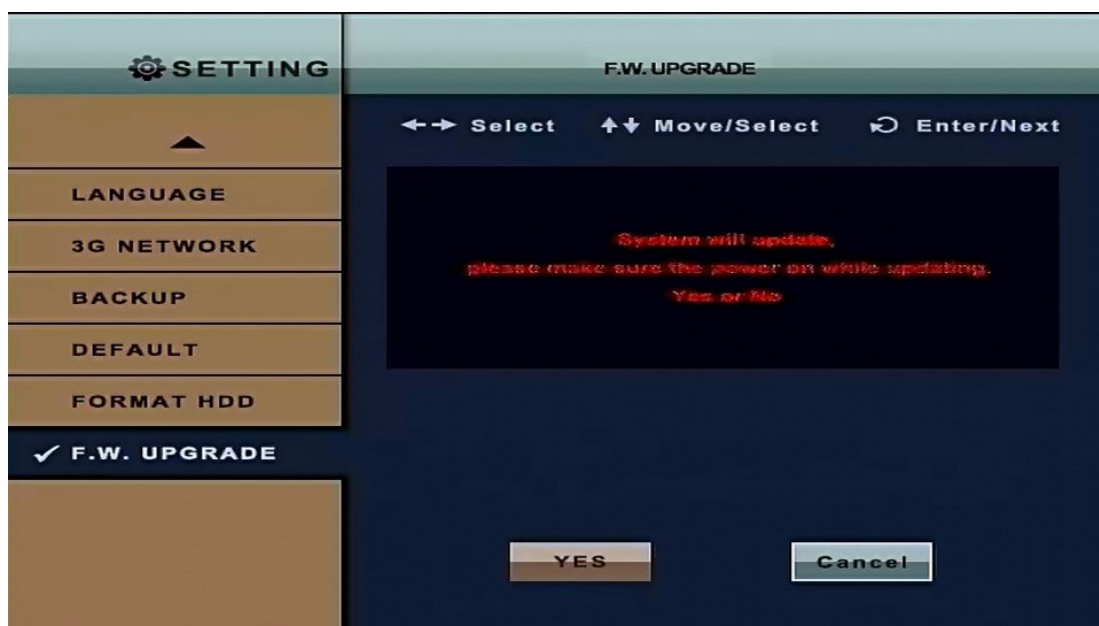 SETTING
F.W. UPGRADE
Select Move/Select Enter/Next
LANGUAGE
3G NETWORK
BACKUP
DEFAULT
FORMAT HDD
F.W. UPGRADE
System will update,
please make sure the power on while updating.
Yes or No
YES
Cancel